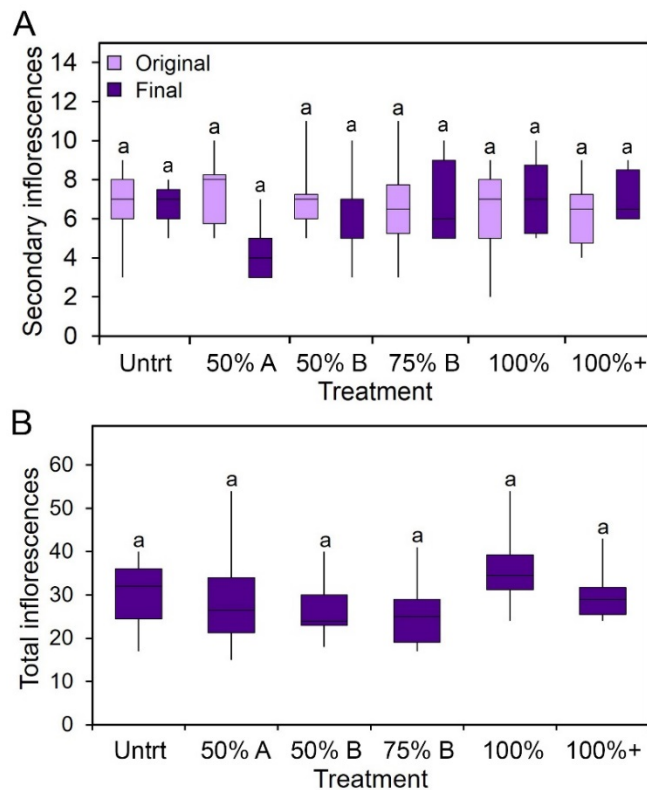 A
Secondary inflorescences
14
12
10
8
6
4
2
0
Original
Final
a a a a a a a a a a a a
Untrt 50% A 50% B 75% B 100% 100%+
Treatment
B
Total inflorescences
60
50
40
30
20
10
0
a a a a a a
Untrt 50% A 50% B 75% B 100% 100%+
Treatment